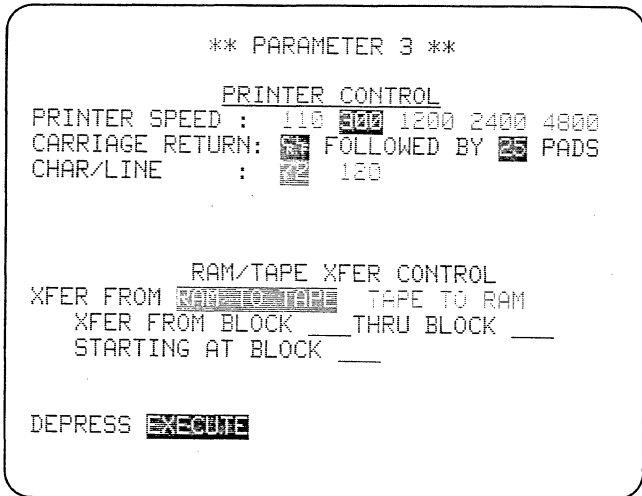 ** PARAMETER 3 **
PRINTER CONTROL
PRINTER SPEED : 110 300 1200 2400 4800
CARRIAGE RETURN: FOLLOWED BY 25 PADS
CHAR/LINE : 72 120
RAM/TAPE XFER CONTROL
XFER FROM RAM TO TAPE TAPE TO RAM
XFER FROM BLOCK ___THRU BLOCK ___
STARTING AT BLOCK ___
DEPRESS EXECUTE